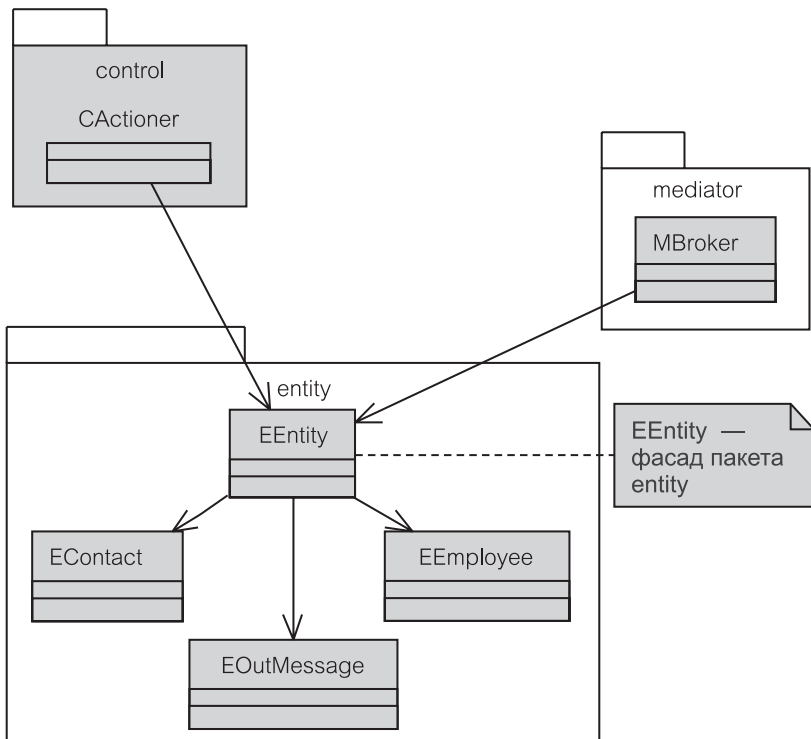 control
CActioner
mediator
MBroker
entity
EEntity
EEntity —
фасад пакета
entity
EContact
EEmployee
EOutMessage